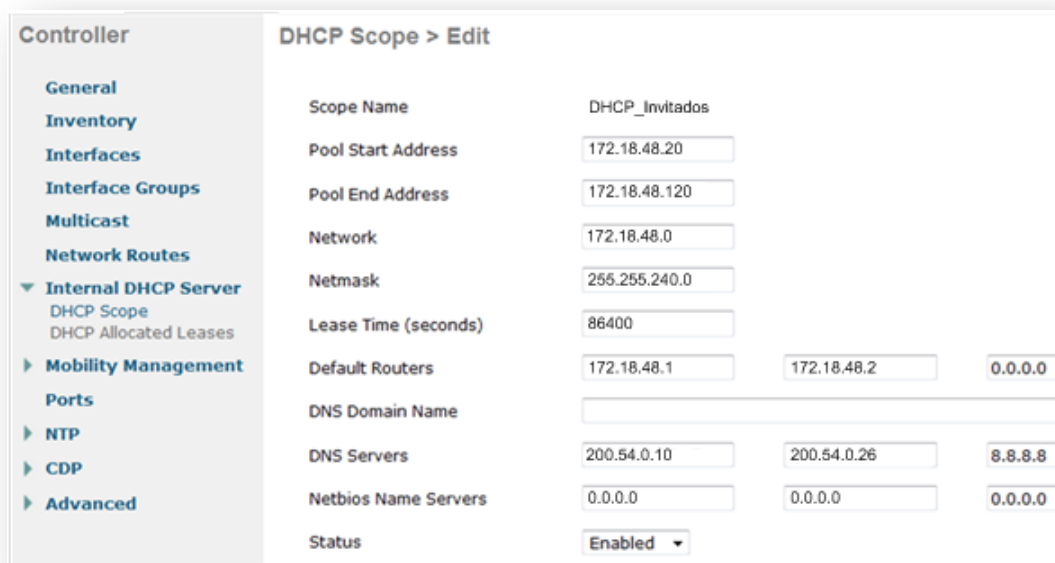 Controller
General
Inventory
Interfaces
Interface Groups
Multicast
Network Routes
Internal DHCP Server
DHCP Scope
DHCP Allocated Leases
Mobility Management
Ports
NTP
CDP
Advanced
DHCP Scope > Edit
Scope Name DHCP_Invitados
Pool Start Address 172.18.48.20
Pool End Address 172.18.48.120
Network 172.18.48.0
Netmask 255.255.240.0
Lease Time (seconds) 86400
Default Routers 172.18.48.1 172.18.48.2 0.0.0.0
DNS Domain Name
DNS Servers 200.54.0.10 200.54.0.26 8.8.8.8
Netbios Name Servers 0.0.0.0 0.0.0.0 0.0.0.0
Status Enabled